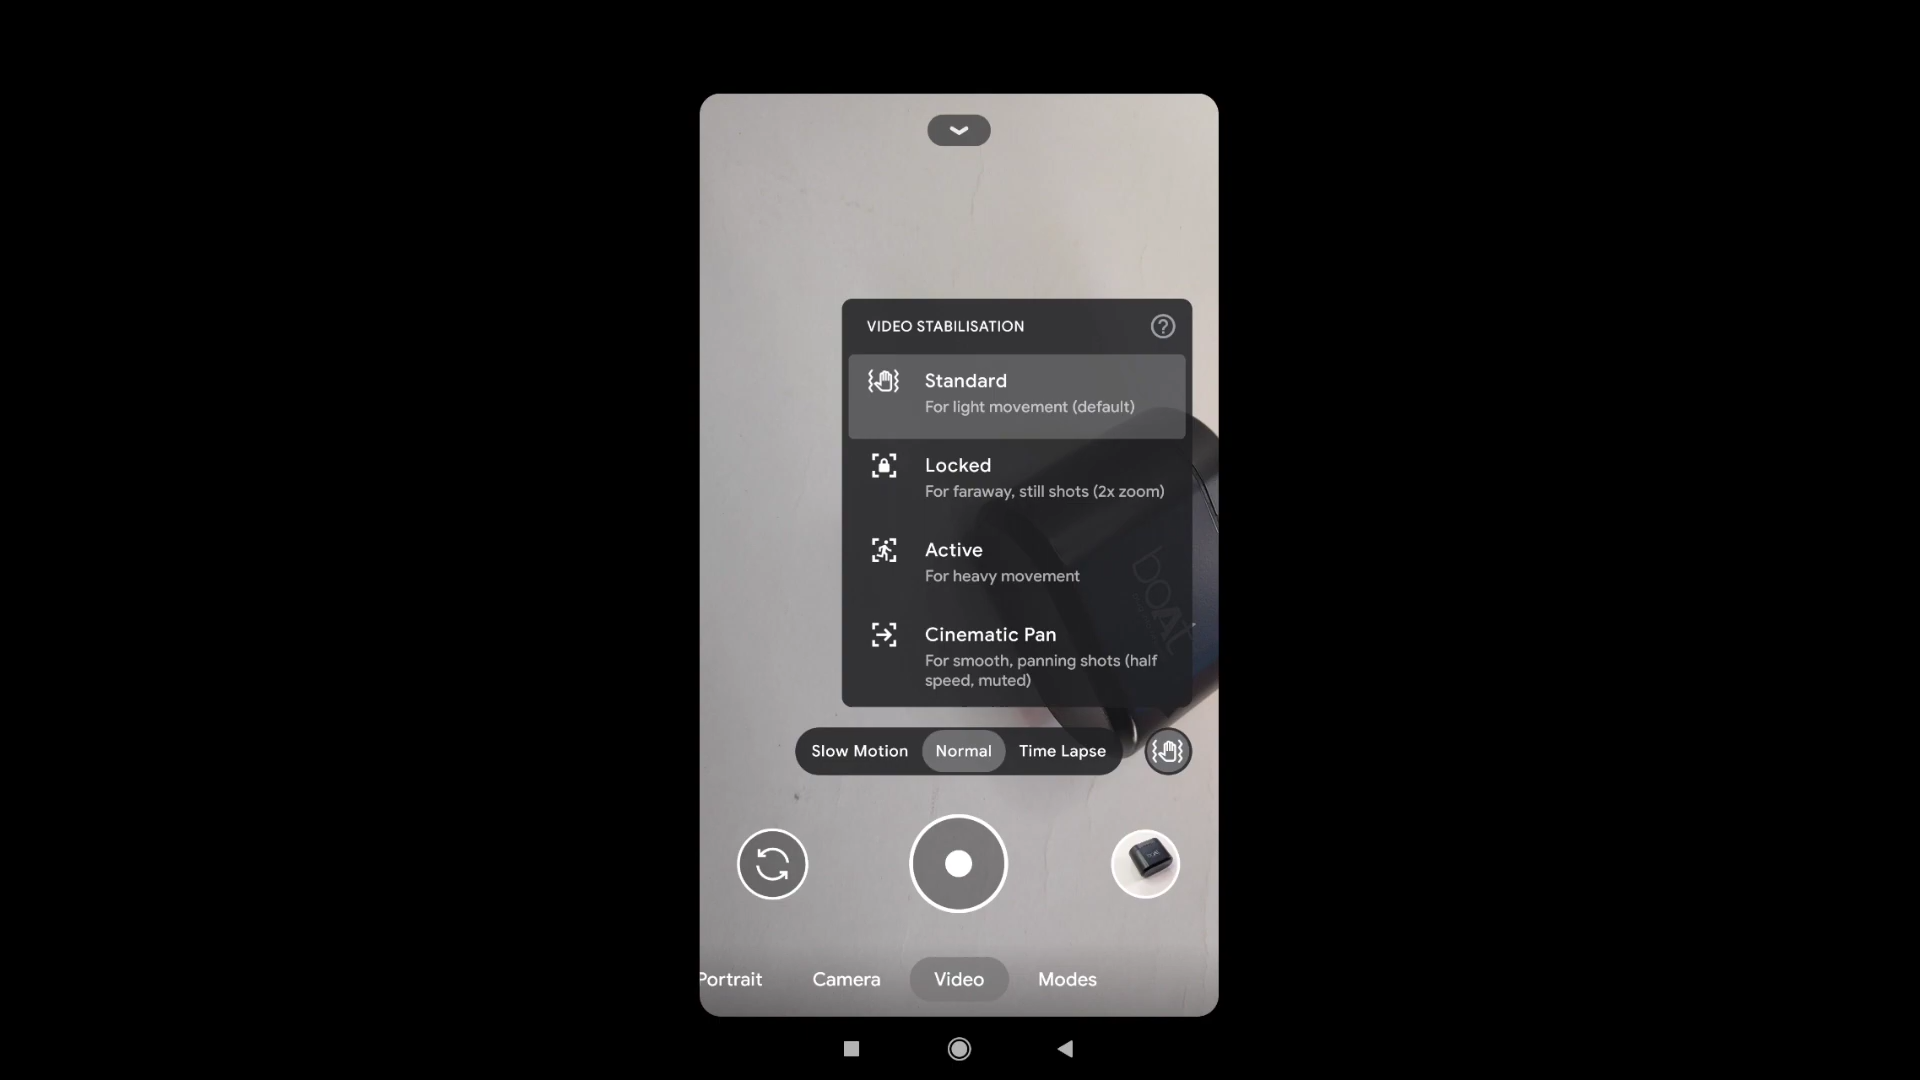 VIDEO STABILISATION
Standard
For light movement (default)
Locked
For faraway, still shots (2x zoom)
Active
For heavy movement
Cinematic Pan
For smooth, panning shots (half
speed, muted)
boAt
Slow Motion Normal Time Lapse
Portrait Camera Video Modes